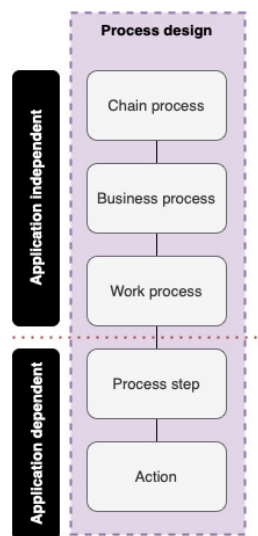 Process design
Application independent
Chain process
Business process
Work process
Application dependent
Process step
Action